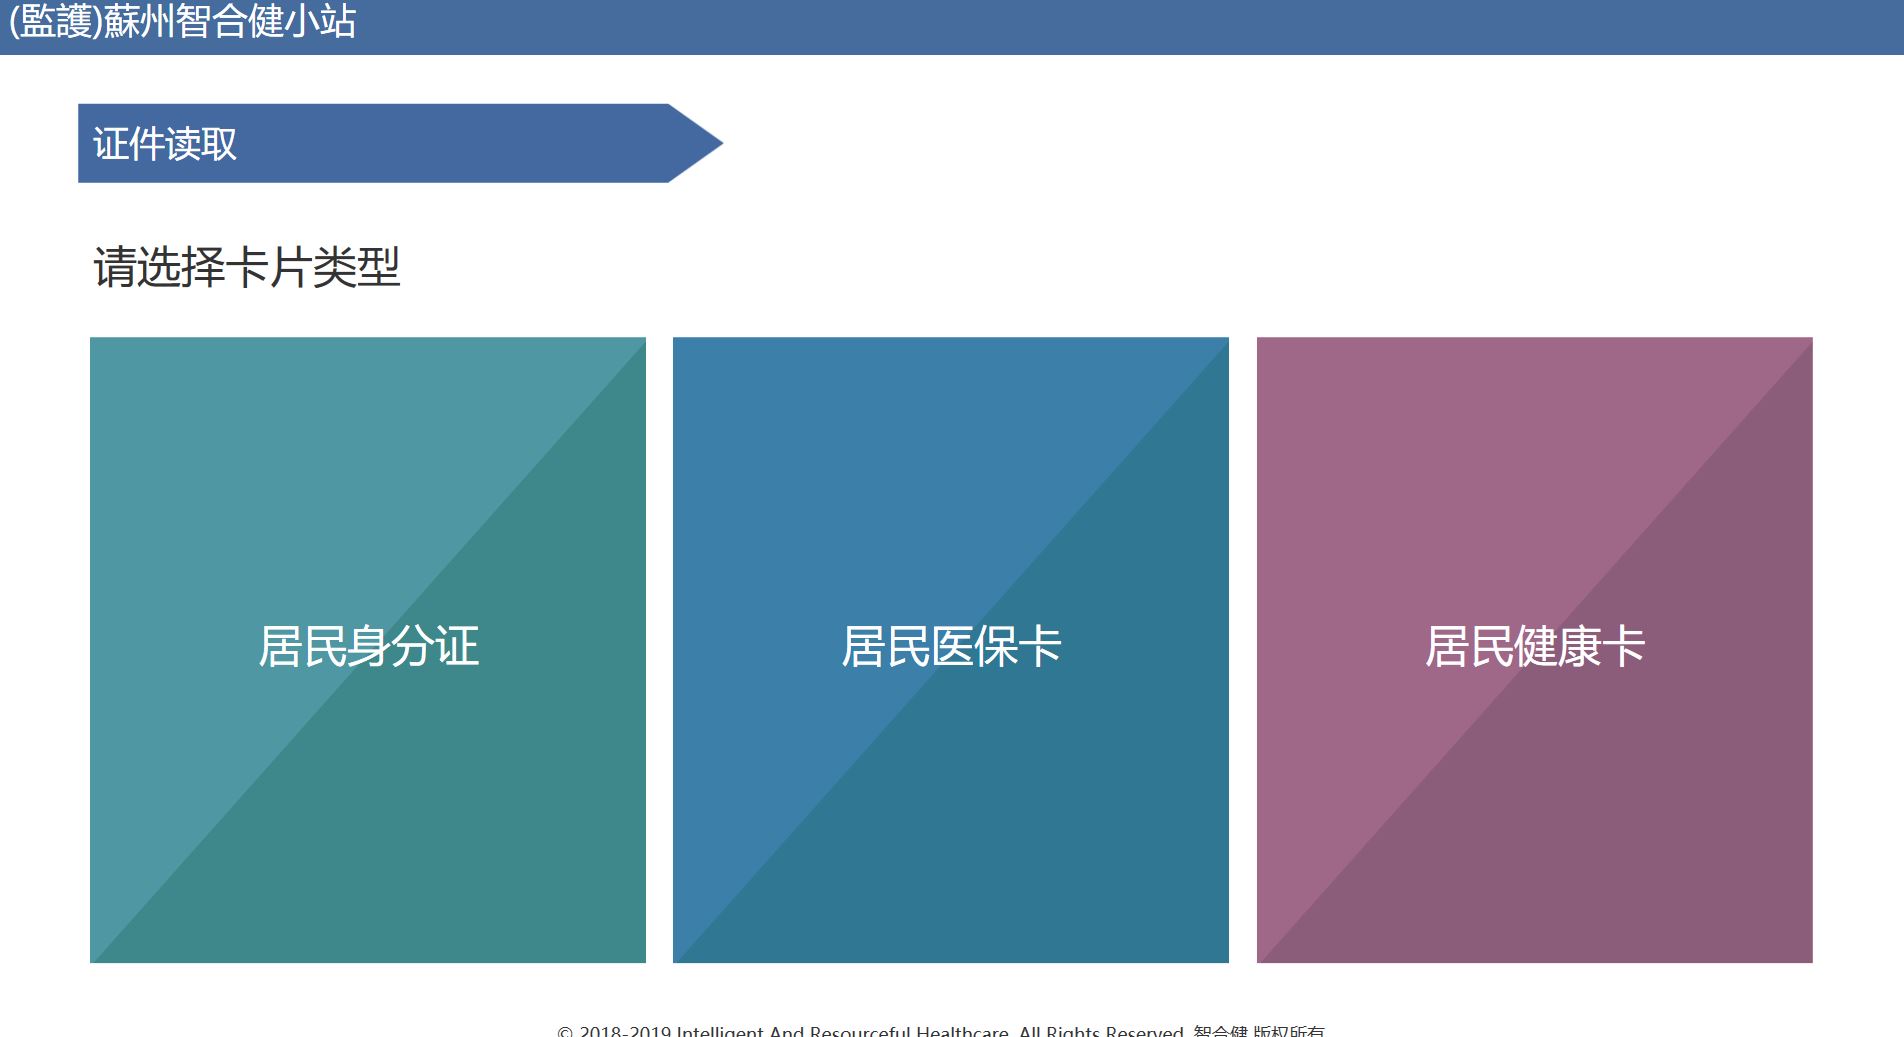 (監護)蘇州智合健小站
证件读取
请选择卡片类型
居民身分证
居民医保卡
居民健康卡
© 2018-2019 Intelligent And Resourceful Healthcare. All Rights Reserved. 智合健 版权所有